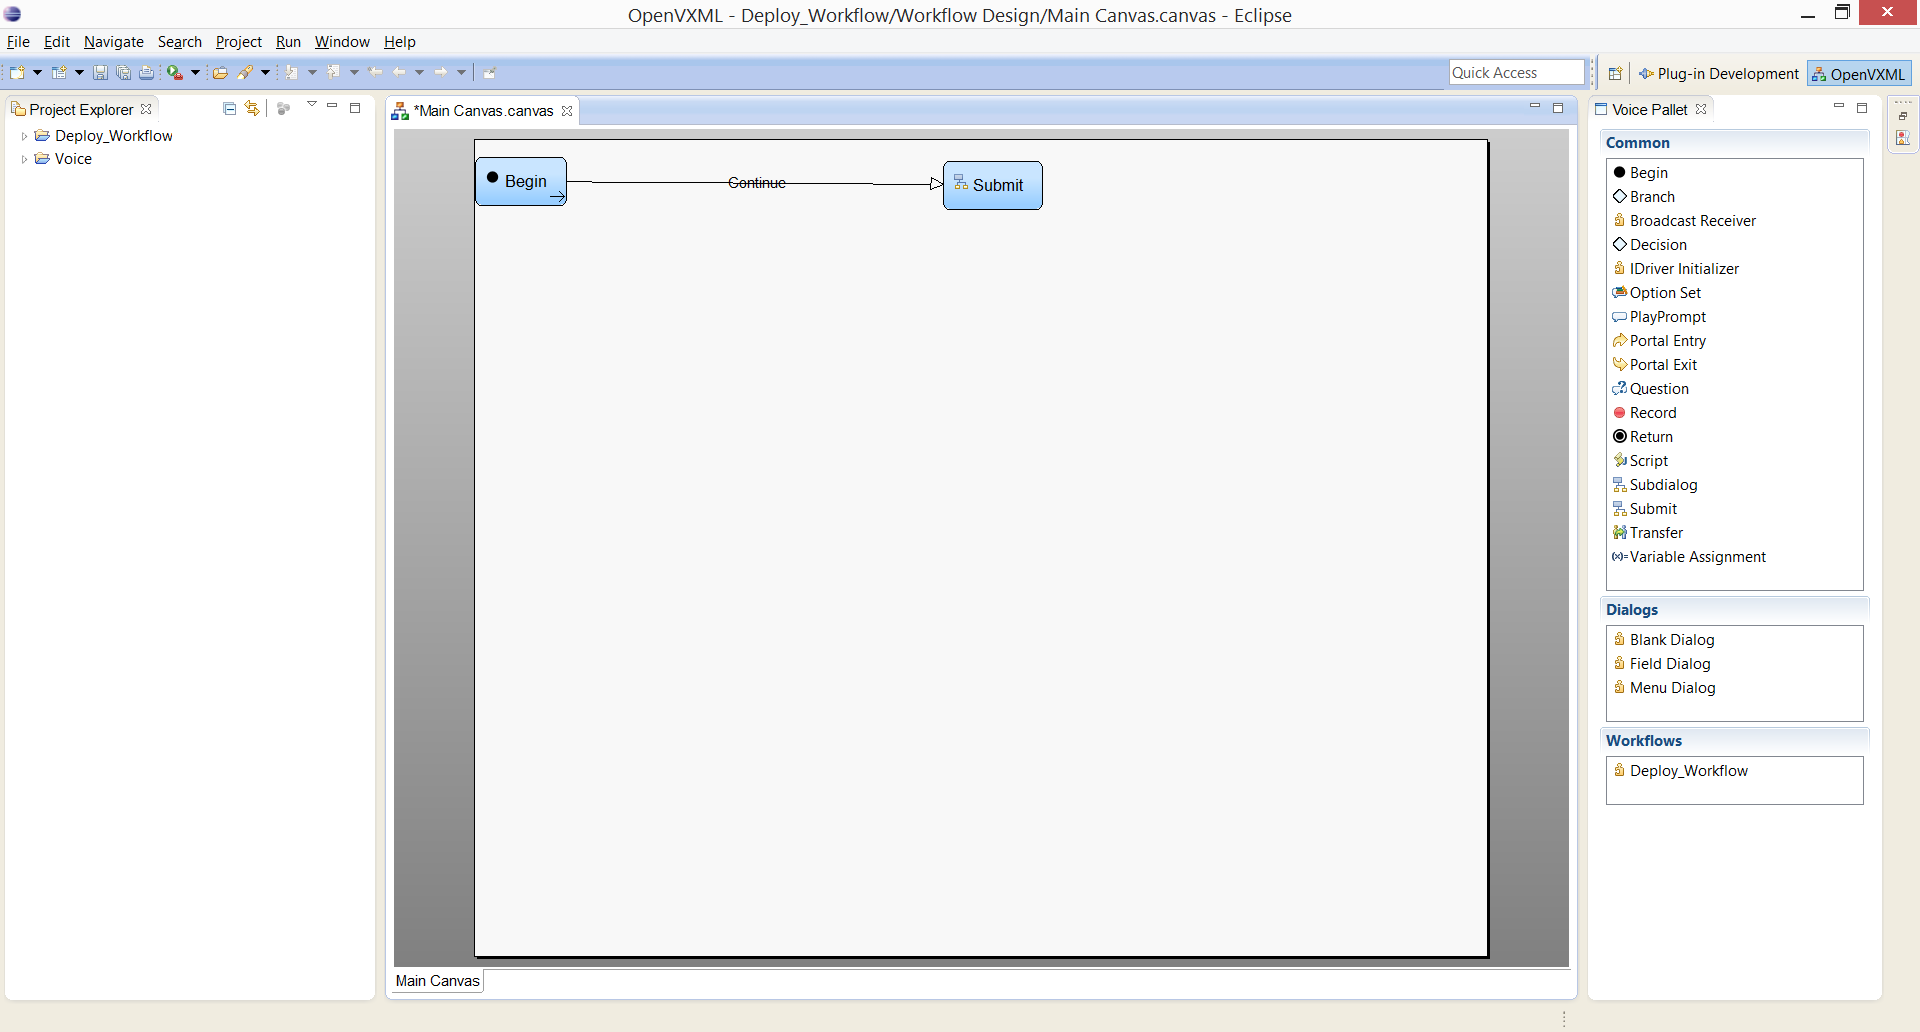 OpenVXML - Deploy_Workflow/Workflow Design/Main Canvas.canvas - Eclipse
File Edit Navigate Search Project Run Window Help
Quick Access
Plug-in Development
OpenVXML
Project Explorer
Deploy_Workflow
Voice
*Main Canvas.canvas
Begin
Continue
Submit
Main Canvas
Voice Pallet
Common
Begin
Branch
Broadcast Receiver
Decision
IDriver Initializer
Option Set
PlayPrompt
Portal Entry
Portal Exit
Question
Record
Return
Script
Subdialog
Submit
Transfer
(x)= Variable Assignment
Dialogs
Blank Dialog
Field Dialog
Menu Dialog
Workflows
Deploy_Workflow